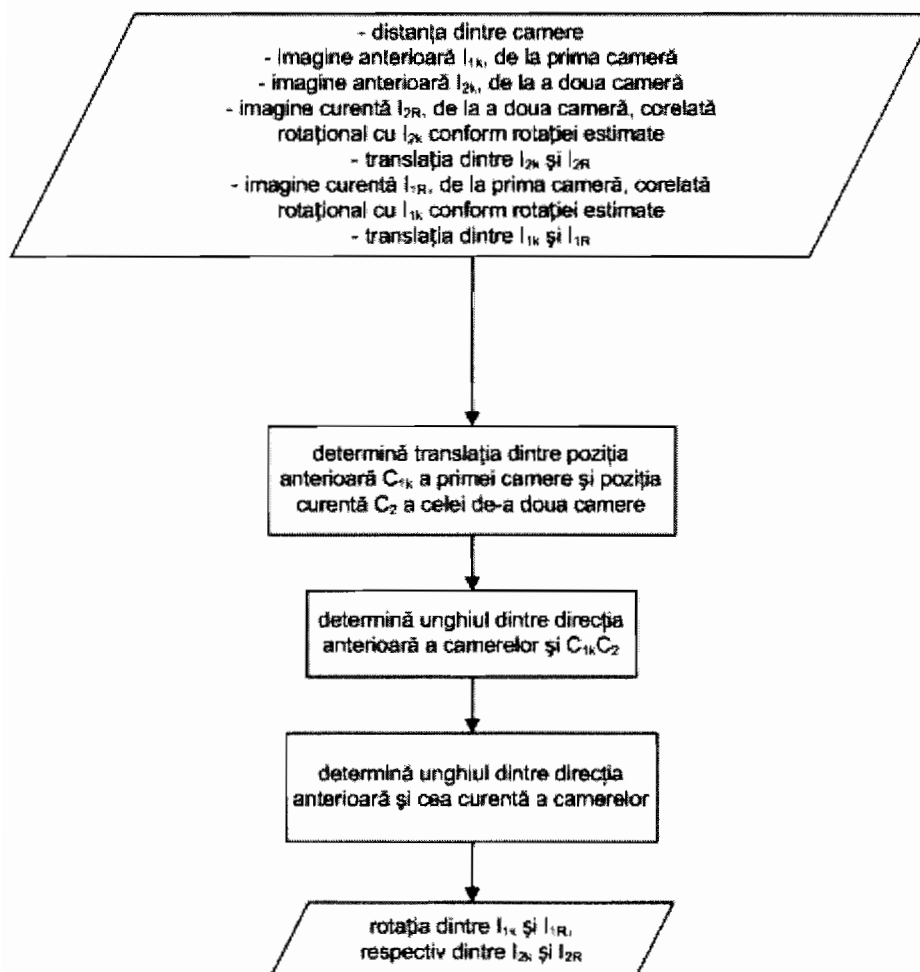 - distanța dintre camere
- imagine anterioară I₁ₖ, de la prima cameră
- imagine anterioară I₂ₖ, de la a doua cameră
- imagine curentă I₂R, de la a doua cameră, corelată
rotațional cu I₂ₖ conform rotației estimate
- translația dintre I₂ₖ și I₂R
- imagine curentă I₁R, de la prima cameră, corelată
rotațional cu I₁ₖ conform rotației estimate
- translația dintre I₁ₖ și I₁R
determină translația dintre poziția
anterioară C₁ₖ a primei camere și poziția
curentă C₂ a celei de-a doua camere
determină unghiul dintre direcția
anterioară a camerelor și C₁ₖC₂
determină unghiul dintre direcția
anterioară și cea curentă a camerelor
rotația dintre I₁ₖ și I₁R,
respectiv dintre I₂ₖ și I₂R